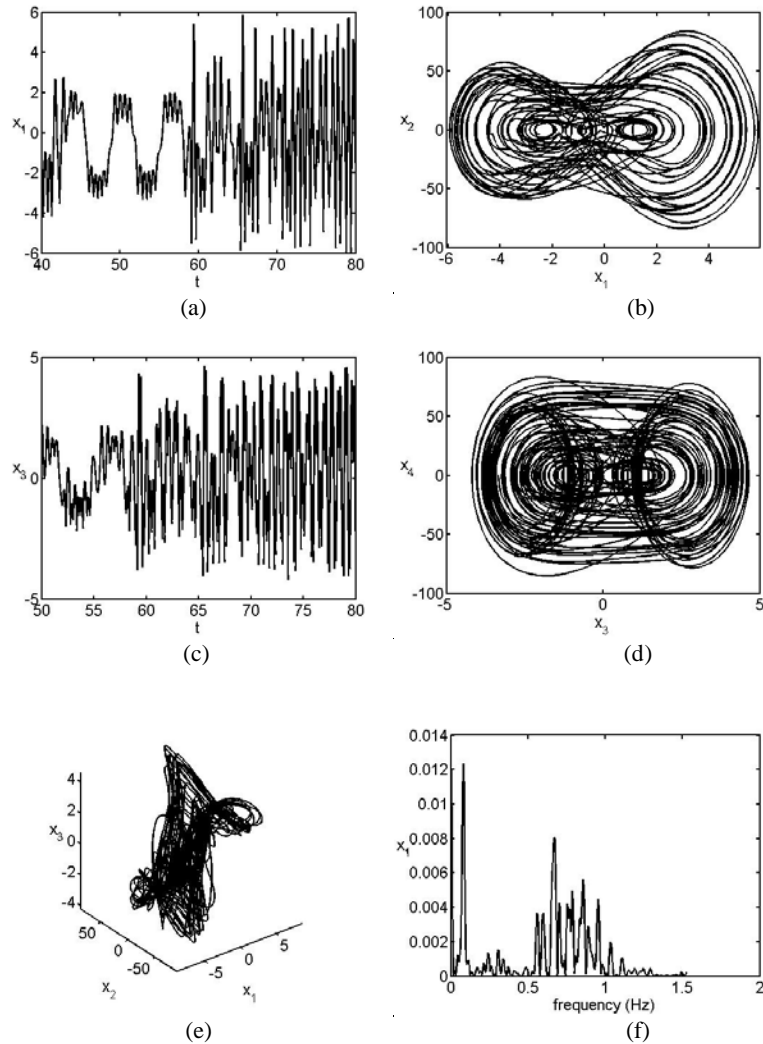 6
4
2
x1
0
-2
-4
-6
40 50 60 70 80
t
(a)
100
50
x2
0
-50
-100
-6 -4 -2 0 2 4
x1
(b)
5
x3
0
-5
50 55 60 65 70 75 80
t
(c)
100
50
x4
0
-50
-100
-5 0 5
x3
(d)
4
2
x3
0
-2
-4
50
0
-50
x2
-5
0
5
x1
(e)
0.014
0.012
0.01
x1
0.008
0.006
0.004
0.002
0
0 0.5 1 1.5 2
frequency (Hz)
(f)